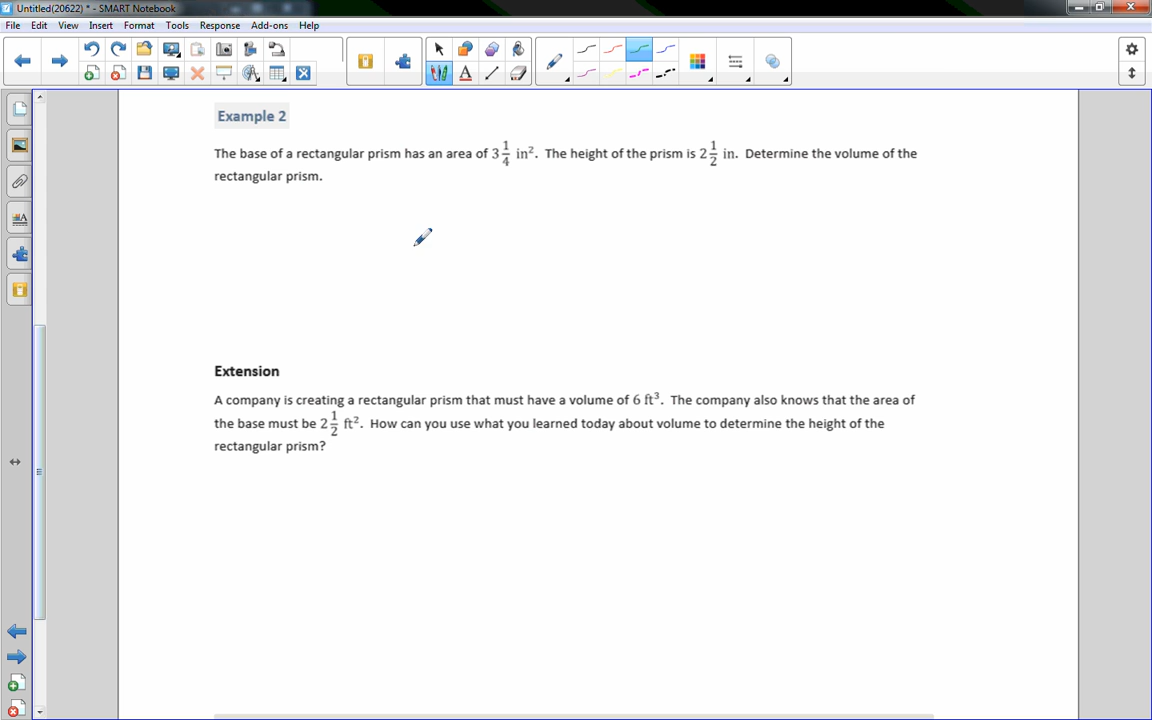 Untitled(20622) * - SMART Notebook
File Edit View Insert Format Tools Response Add-ons Help
Example 2
The base of a rectangular prism has an area of 3 1/4 in². The height of the prism is 2 1/2 in. Determine the volume of the
rectangular prism.
Extension
A company is creating a rectangular prism that must have a volume of 6 ft³. The company also knows that the area of
the base must be 2 1/2 ft². How can you use what you learned today about volume to determine the height of the
rectangular prism?